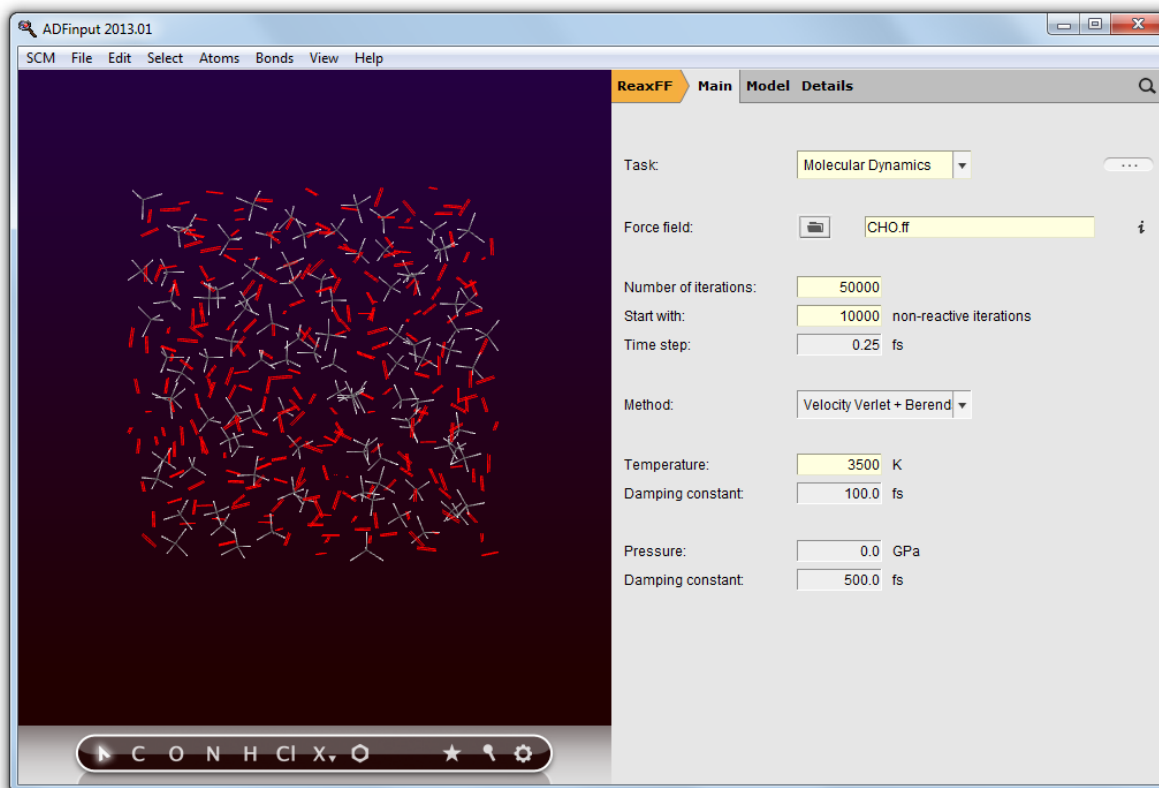 ADFinput 2013.01
SCM File Edit Select Atoms Bonds View Help
ReaxFF Main Model Details
Task: Molecular Dynamics ...
Force field: CHO.ff i
Number of iterations: 50000
Start with: 10000 non-reactive iterations
Time step: 0.25 fs
Method: Velocity Verlet + Berend
Temperature: 3500 K
Damping constant: 100.0 fs
Pressure: 0.0 GPa
Damping constant: 500.0 fs
C O N H Cl X